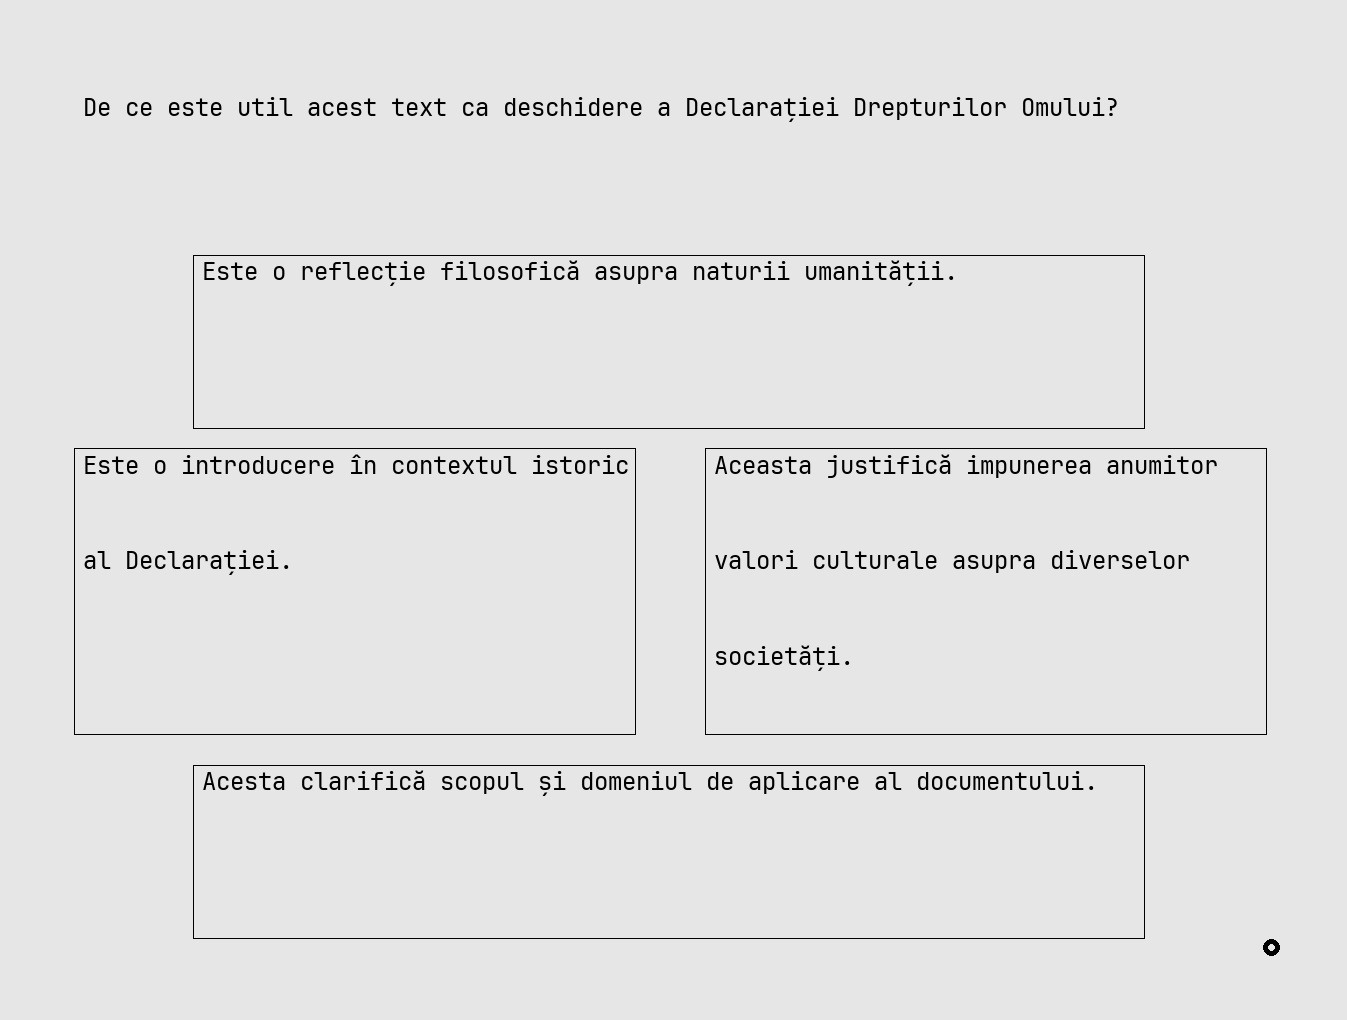 De ce este util acest text ca deschidere a Declarației Drepturilor Omului?
Este o reflecție filosofică asupra naturii umanității.
Este o introducere în contextul istoric
al Declarației.
Aceasta justifică impunerea anumitor
valori culturale asupra diverselor
societăți.
Acesta clarifică scopul și domeniul de aplicare al documentului.